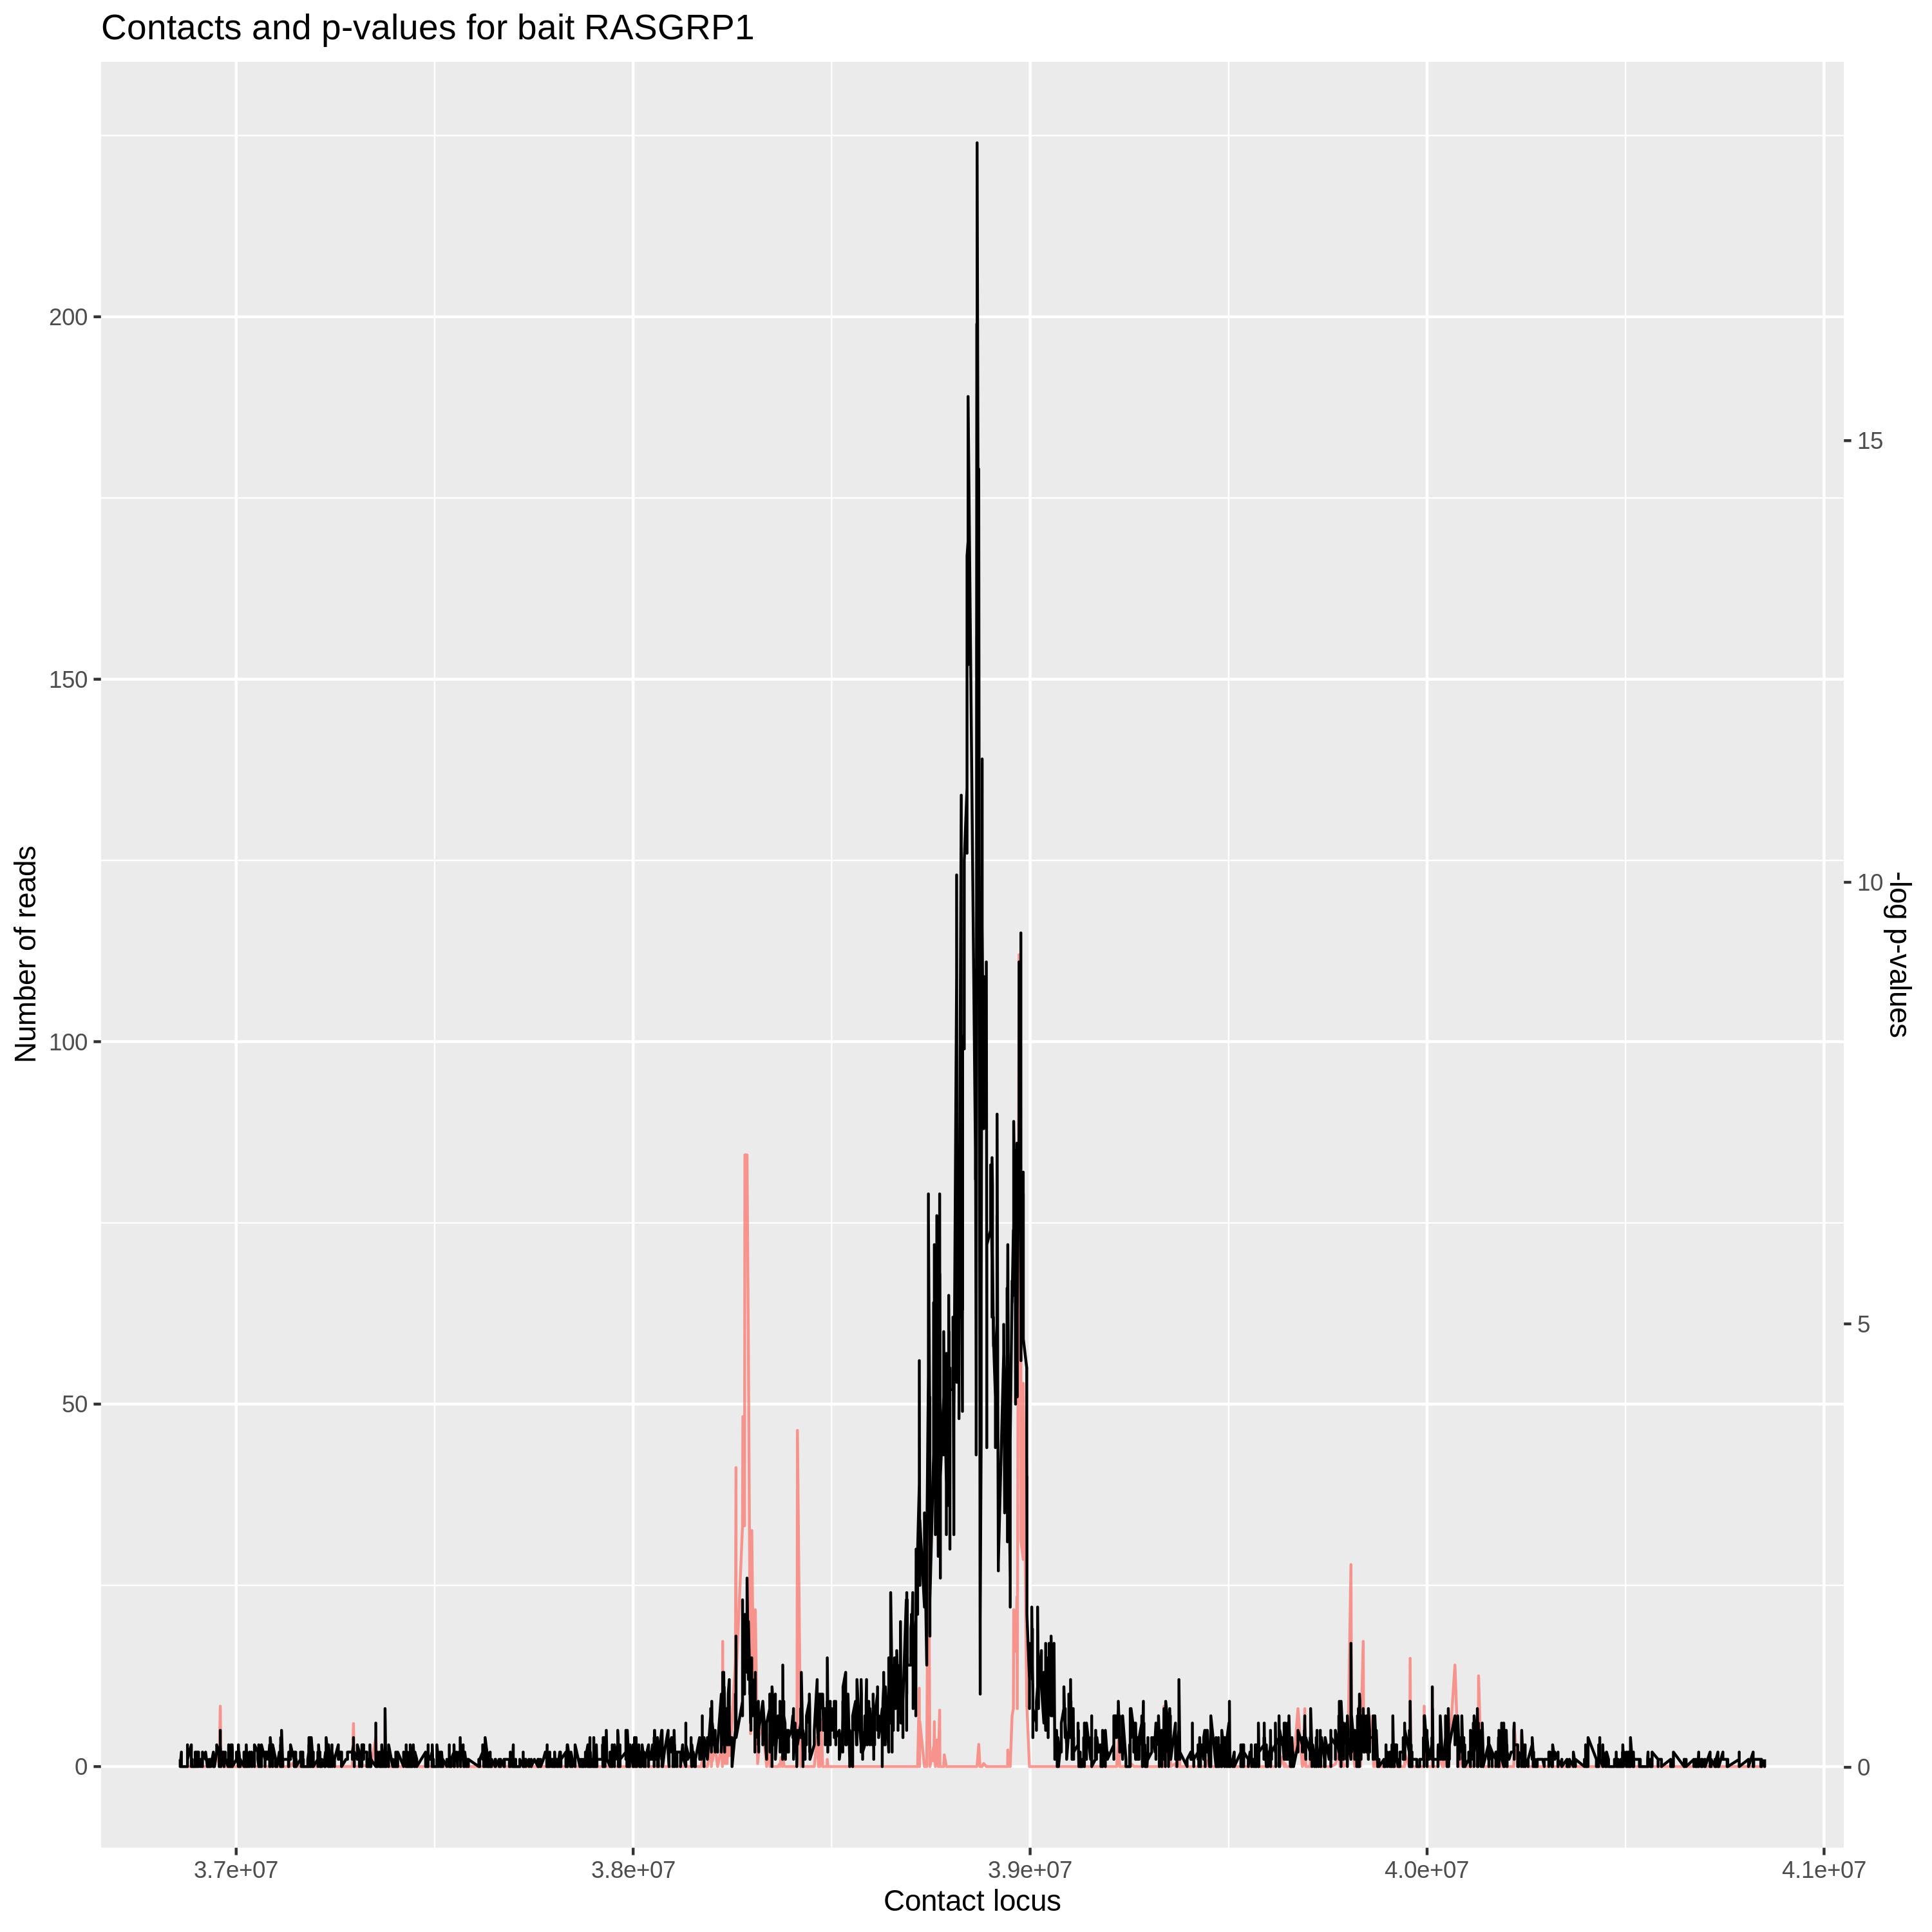 Contacts and p-values for bait RASGRP1
200
150
100
50
0
Number of reads
15
10
5
0
-log p-values
3.7e+07 3.8e+07 3.9e+07 4.0e+07 4.1e+07
Contact locus